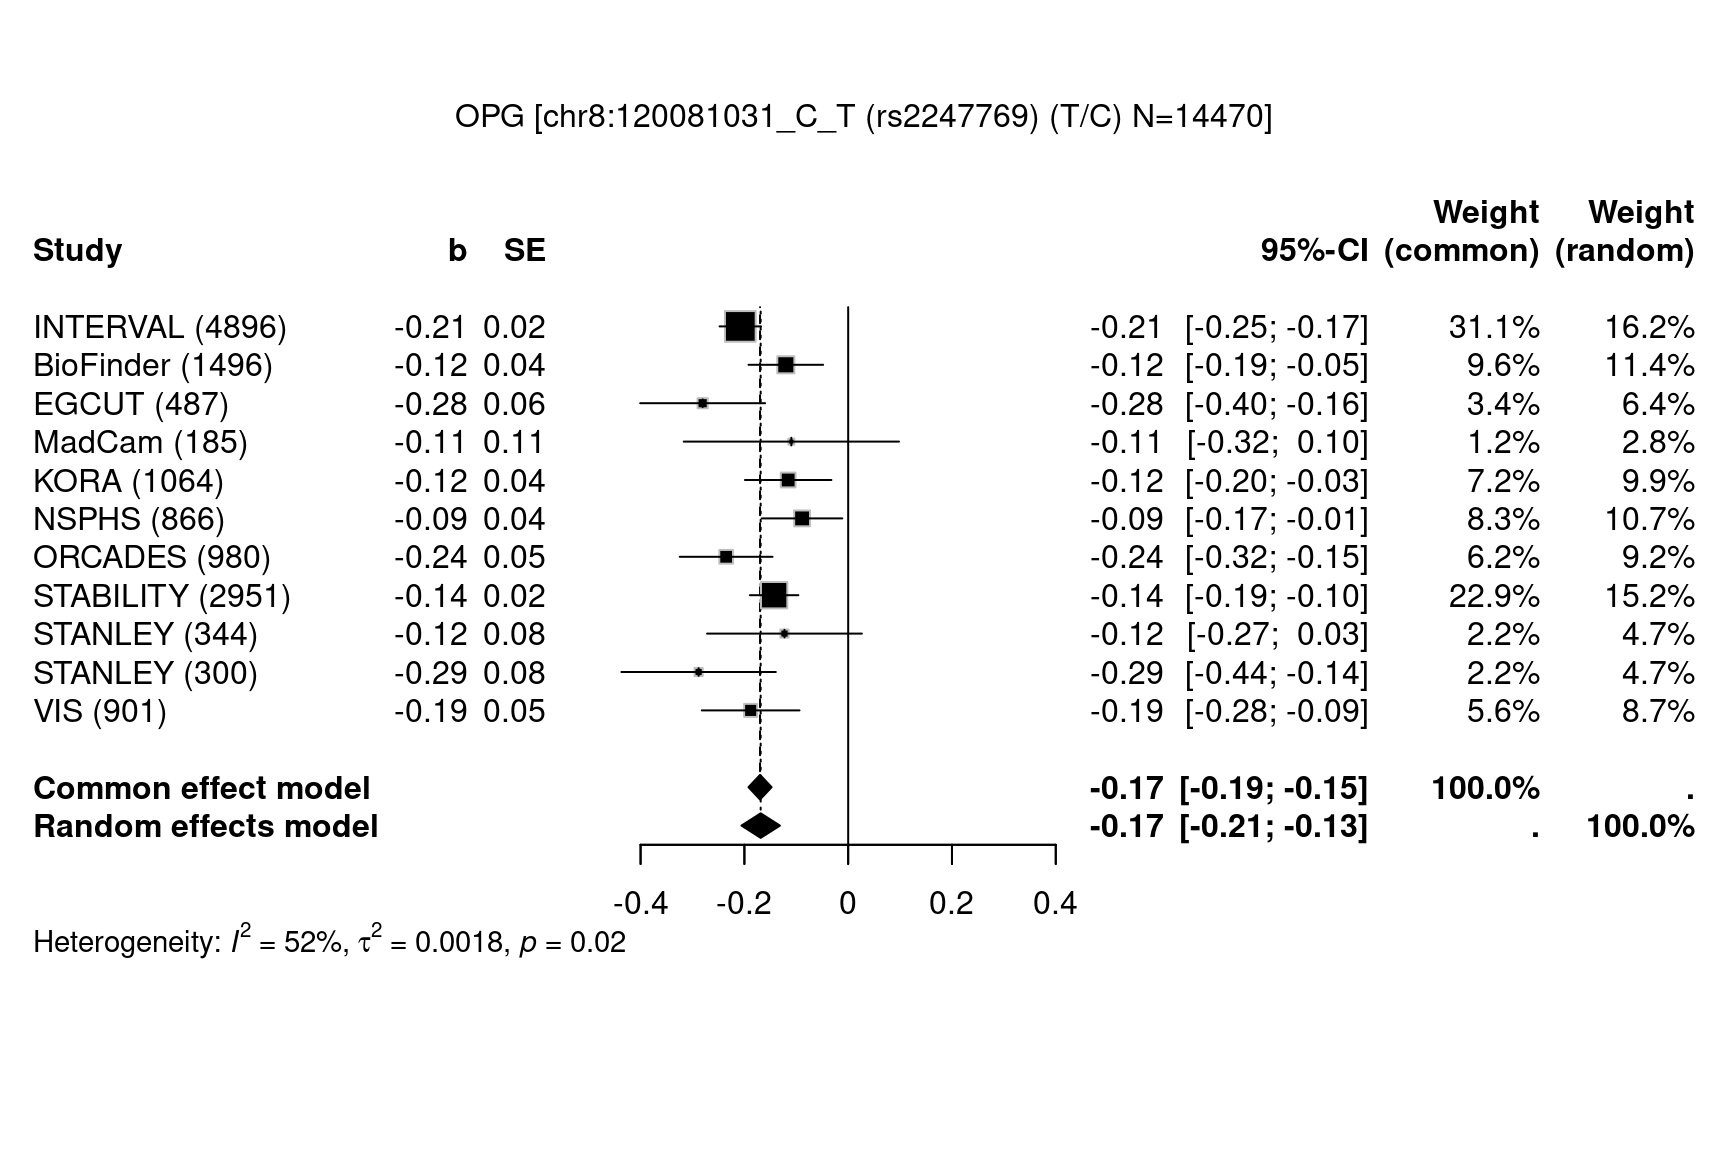 OPG [chr8:120081031_C_T (rs2247769) (T/C) N=14470]
Weight Weight
Study b SE 95%-CI (common) (random)
INTERVAL (4896) -0.21 0.02 -0.21 [-0.25; -0.17] 31.1% 16.2%
BioFinder (1496) -0.12 0.04 -0.12 [-0.19; -0.05] 9.6% 11.4%
EGCUT (487) -0.28 0.06 -0.28 [-0.40; -0.16] 3.4% 6.4%
MadCam (185) -0.11 0.11 -0.11 [-0.32; 0.10] 1.2% 2.8%
KORA (1064) -0.12 0.04 -0.12 [-0.20; -0.03] 7.2% 9.9%
NSPHS (866) -0.09 0.04 -0.09 [-0.17; -0.01] 8.3% 10.7%
ORCADES (980) -0.24 0.05 -0.24 [-0.32; -0.15] 6.2% 9.2%
STABILITY (2951) -0.14 0.02 -0.14 [-0.19; -0.10] 22.9% 15.2%
STANLEY (344) -0.12 0.08 -0.12 [-0.27; 0.03] 2.2% 4.7%
STANLEY (300) -0.29 0.08 -0.29 [-0.44; -0.14] 2.2% 4.7%
VIS (901) -0.19 0.05 -0.19 [-0.28; -0.09] 5.6% 8.7%
Common effect model -0.17 [-0.19; -0.15] 100.0% .
Random effects model -0.17 [-0.21; -0.13] . 100.0%
-0.4 -0.2 0 0.2 0.4
Heterogeneity: I² = 52%, τ² = 0.0018, p = 0.02